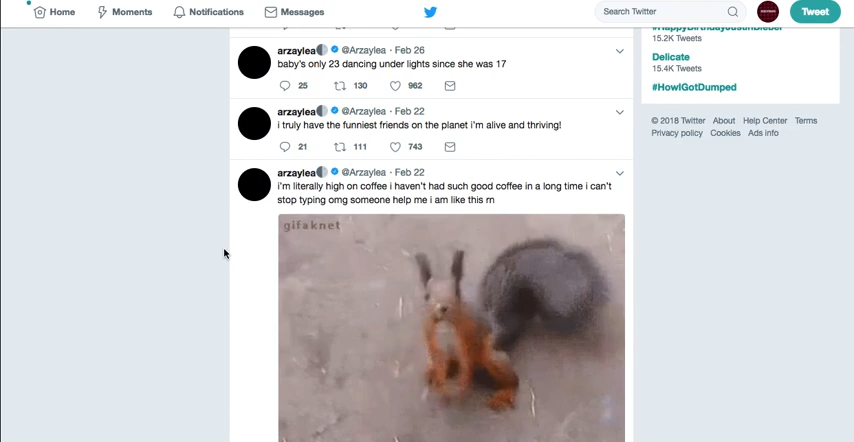 Home Moments Notifications Messages Search Twitter Tweet
15.2K Tweets
Delicate
15.4K Tweets
#HowIGotDumped
© 2018 Twitter About Help Center Terms
Privacy policy Cookies Ads info
arzaylea @Arzaylea · Feb 26
baby's only 23 dancing under lights since she was 17
25 130 962
arzaylea @Arzaylea · Feb 22
i truly have the funniest friends on the planet i'm alive and thriving!
21 111 743
arzaylea @Arzaylea · Feb 22
i'm literally high on coffee i haven't had such good coffee in a long time i can't
stop typing omg someone help me i am like this rn
gifaknet